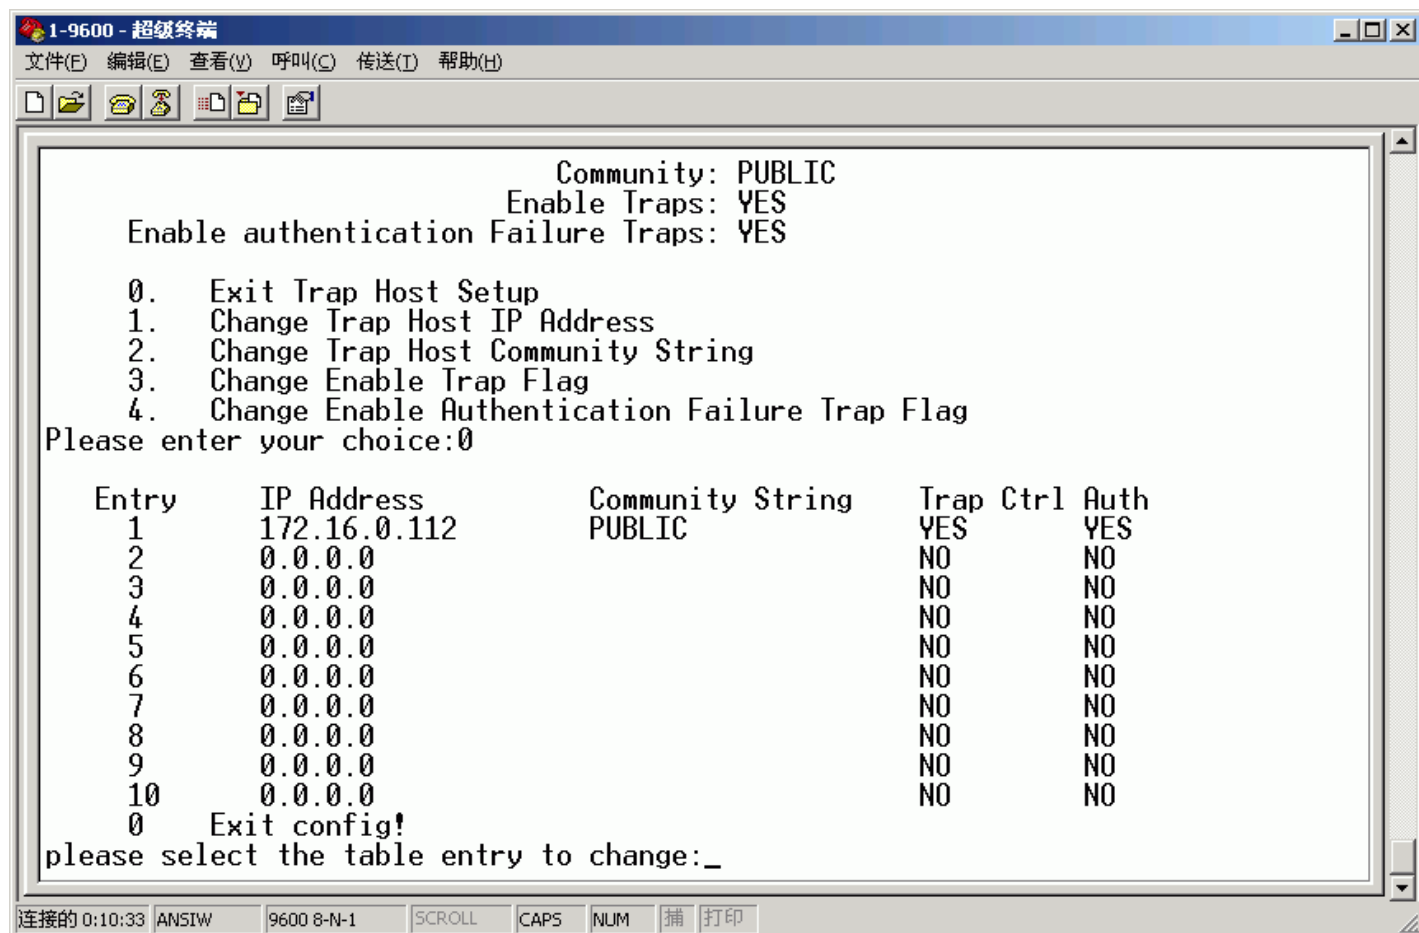 1-9600 - 超级终端
文件(F) 编辑(E) 查看(V) 呼叫(C) 传送(T) 帮助(H)
Community: PUBLIC
Enable Traps: YES
Enable authentication Failure Traps: YES
0. Exit Trap Host Setup
1. Change Trap Host IP Address
2. Change Trap Host Community String
3. Change Enable Trap Flag
4. Change Enable Authentication Failure Trap Flag
Please enter your choice:0
Entry IP Address Community String Trap Ctrl Auth
1 172.16.0.112 PUBLIC YES YES
2 0.0.0.0 NO NO
3 0.0.0.0 NO NO
4 0.0.0.0 NO NO
5 0.0.0.0 NO NO
6 0.0.0.0 NO NO
7 0.0.0.0 NO NO
8 0.0.0.0 NO NO
9 0.0.0.0 NO NO
10 0.0.0.0 NO NO
0 Exit config!
please select the table entry to change:_
连接的 0:10:33 ANSIW 9600 8-N-1 SCROLL CAPS NUM 捕 打印